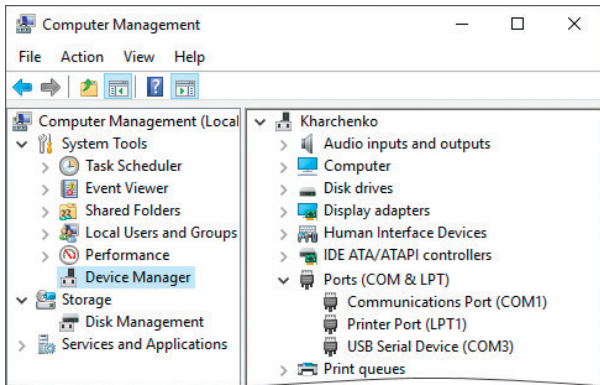 Computer Management
File Action View Help
Computer Management (Local
System Tools
Task Scheduler
Event Viewer
Shared Folders
Local Users and Groups
Performance
Device Manager
Storage
Disk Management
Services and Applications
Kharchenko
Audio inputs and outputs
Computer
Disk drives
Display adapters
Human Interface Devices
IDE ATA/ATAPI controllers
Ports (COM & LPT)
Communications Port (COM1)
Printer Port (LPT1)
USB Serial Device (COM3)
Print queues